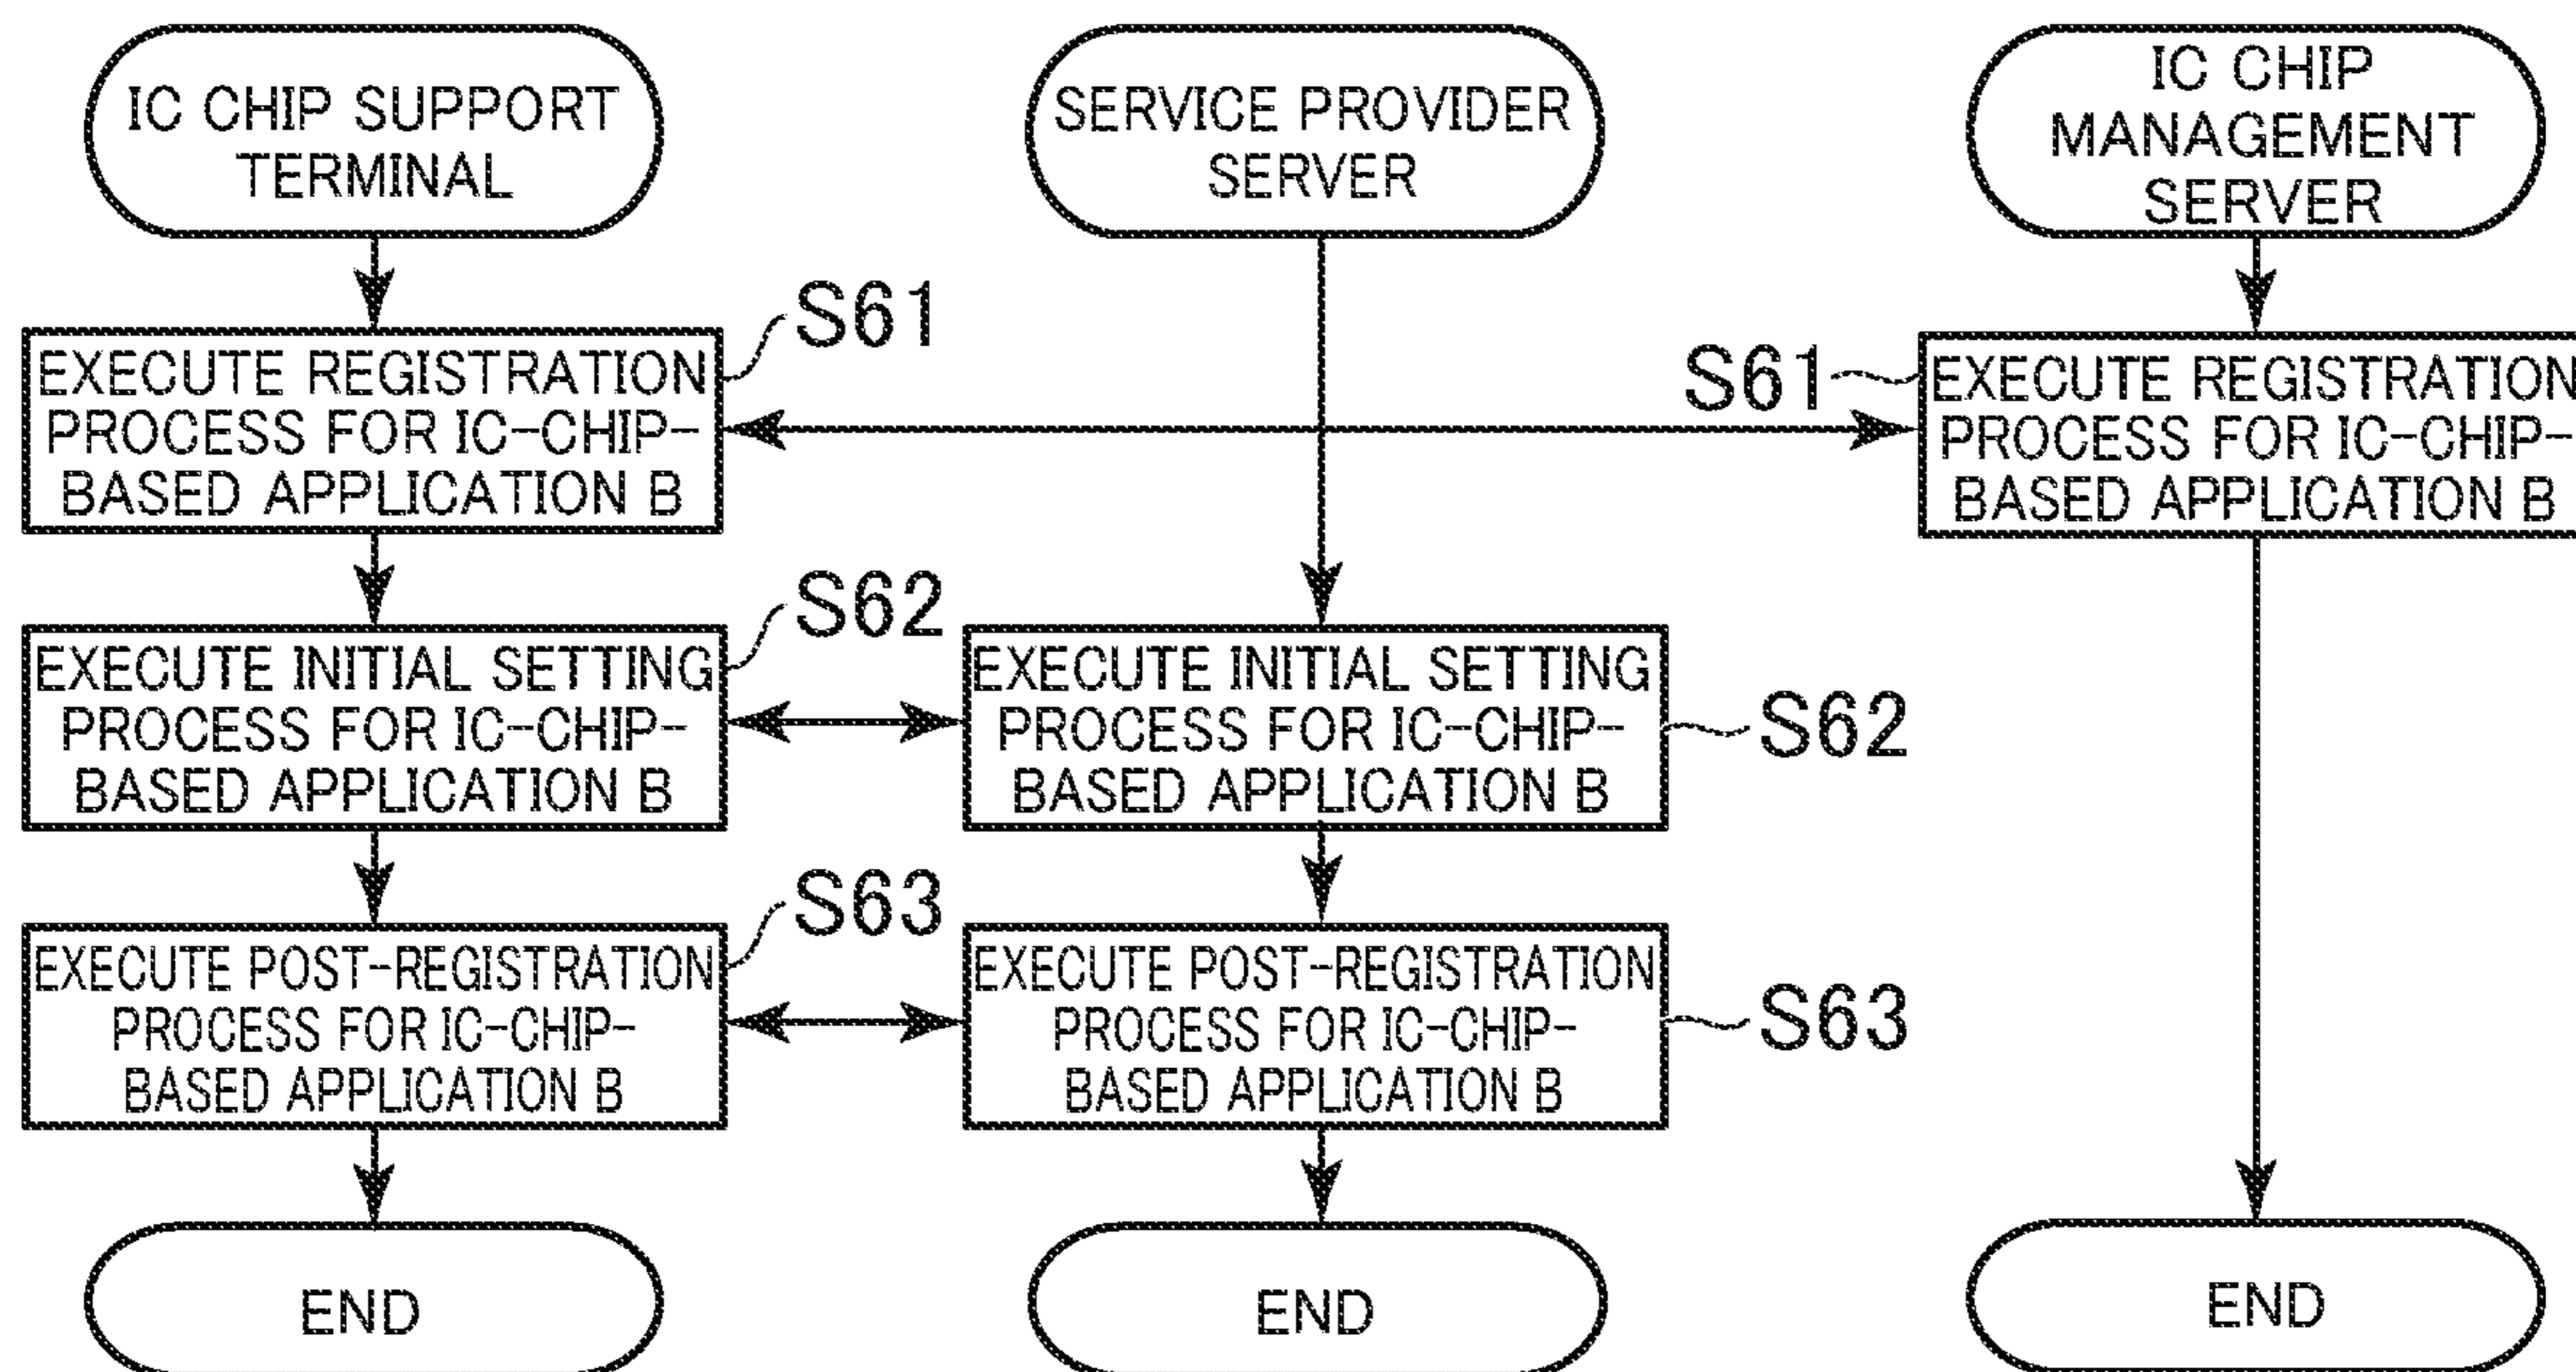 IC CHIP SUPPORT
TERMINAL
SERVICE PROVIDER
SERVER
IC CHIP
MANAGEMENT
SERVER
S61
EXECUTE REGISTRATION
PROCESS FOR IC-CHIP-
BASED APPLICATION B
S61
EXECUTE REGISTRATION
PROCESS FOR IC-CHIP-
BASED APPLICATION B
S62
EXECUTE INITIAL SETTING
PROCESS FOR IC-CHIP-
BASED APPLICATION B
EXECUTE INITIAL SETTING
PROCESS FOR IC-CHIP-
BASED APPLICATION B
S62
S63
EXECUTE POST-REGISTRATION
PROCESS FOR IC-CHIP-
BASED APPLICATION B
EXECUTE POST-REGISTRATION
PROCESS FOR IC-CHIP-
BASED APPLICATION B
S63
END
END
END